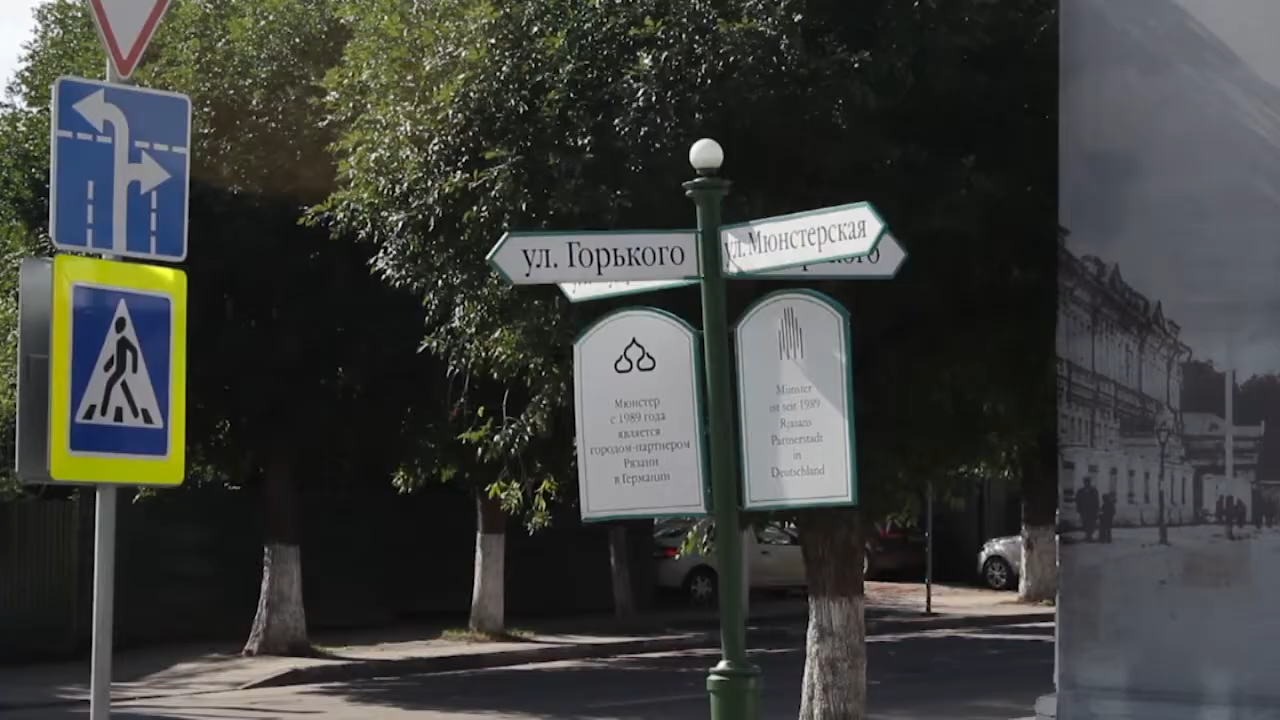 ул. Горького
ул. Мюнстерская
Мюнстер
с 1989 года
является
городом-партнером
Рязани
в Германии
Münster
ist seit 1989
Rjasans
Partnerstadt
in
Deutschland